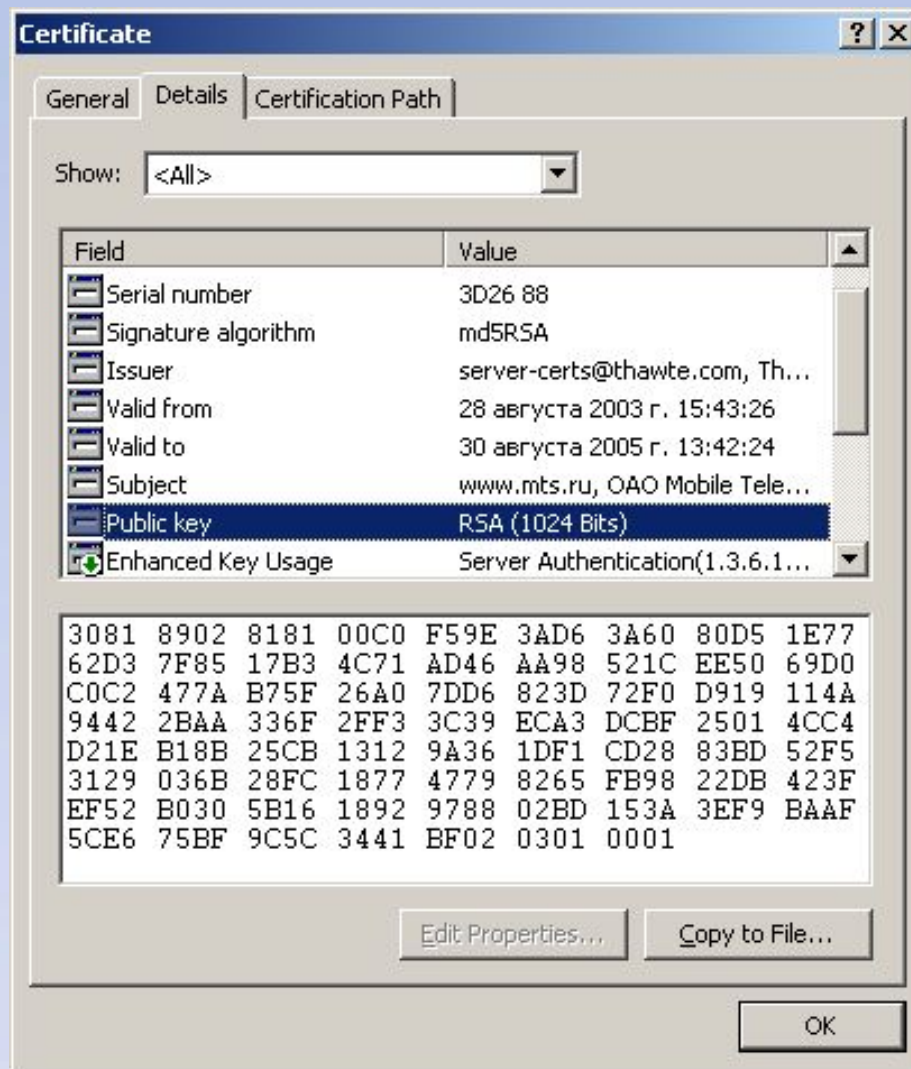 Certificate
General Details Certification Path
Show: <All>
Field Value
Serial number 3D26 88
Signature algorithm md5RSA
Issuer server-certs@thawte.com, Th...
Valid from 28 августа 2003 г. 15:43:26
Valid to 30 августа 2005 г. 13:42:24
Subject www.mts.ru, OAO Mobile Tele...
Public key RSA (1024 Bits)
Enhanced Key Usage Server Authentication(1.3.6.1...
3081 8902 8181 00C0 F59E 3AD6 3A60 80D5 1E77
62D3 7F85 17B3 4C71 AD46 AA98 521C EE50 69D0
C0C2 477A B75F 26A0 7DD6 823D 72F0 D919 114A
9442 2BAA 336F 2FF3 3C39 ECA3 DCBF 2501 4CC4
D21E B18B 25CB 1312 9A36 1DF1 CD28 83BD 52F5
3129 036B 28FC 1877 4779 8265 FB98 22DB 423F
EF52 B030 5B16 1892 9788 02BD 153A 3EF9 BAAF
5CE6 75BF 9C5C 3441 BF02 0301 0001
Edit Properties... Copy to File...
OK